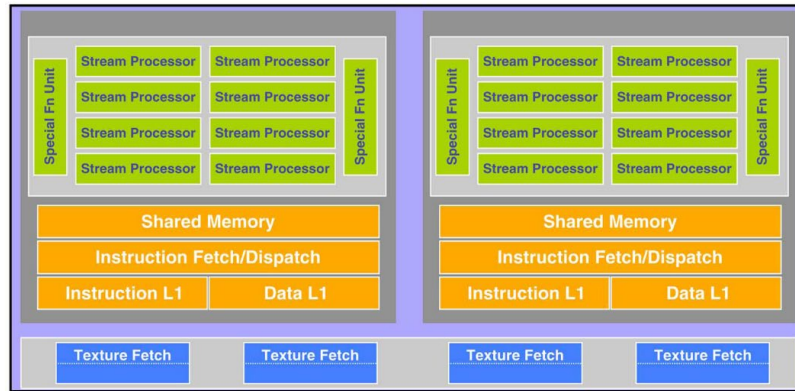 Special Fn Unit
Stream Processor Stream Processor
Stream Processor Stream Processor
Stream Processor Stream Processor
Stream Processor Stream Processor
Special Fn Unit
Shared Memory
Instruction Fetch/Dispatch
Instruction L1 Data L1
Special Fn Unit
Stream Processor Stream Processor
Stream Processor Stream Processor
Stream Processor Stream Processor
Stream Processor Stream Processor
Special Fn Unit
Shared Memory
Instruction Fetch/Dispatch
Instruction L1 Data L1
Texture Fetch Texture Fetch Texture Fetch Texture Fetch